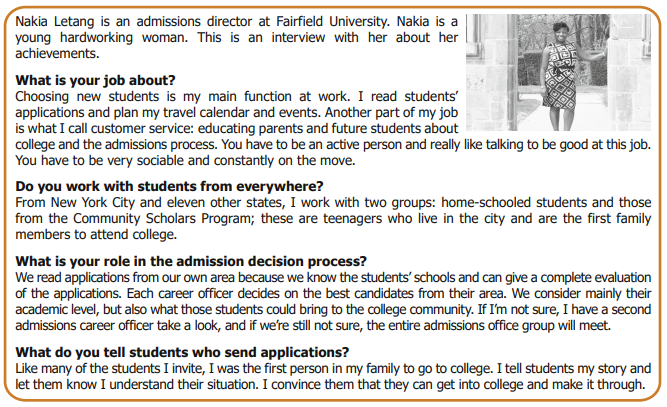 Nakia Letang is an admissions director at Fairfield University. Nakia is a
young hardworking woman. This is an interview with her about her
achievements.
What is your job about?
Choosing new students is my main function at work. I read students'
applications and plan my travel calendar and events. Another part of my job
is what I call customer service: educating parents and future students about
college and the admissions process. You have to be an active person and really like talking to be good at this job.
You have to be very sociable and constantly on the move.
Do you work with students from everywhere?
From New York City and eleven other states, I work with two groups: home-schooled students and those
from the Community Scholars Program; these are teenagers who live in the city and are the first family
members to attend college.
What is your role in the admission decision process?
We read applications from our own area because we know the students' schools and can give a complete evaluation
of the applications. Each career officer decides on the best candidates from their area. We consider mainly their
academic level, but also what those students could bring to the college community. If I'm not sure, I have a second
admissions career officer take a look, and if we're still not sure, the entire admissions office group will meet.
What do you tell students who send applications?
Like many of the students I invite, I was the first person in my family to go to college. I tell students my story and
let them know I understand their situation. I convince them that they can get into college and make it through.